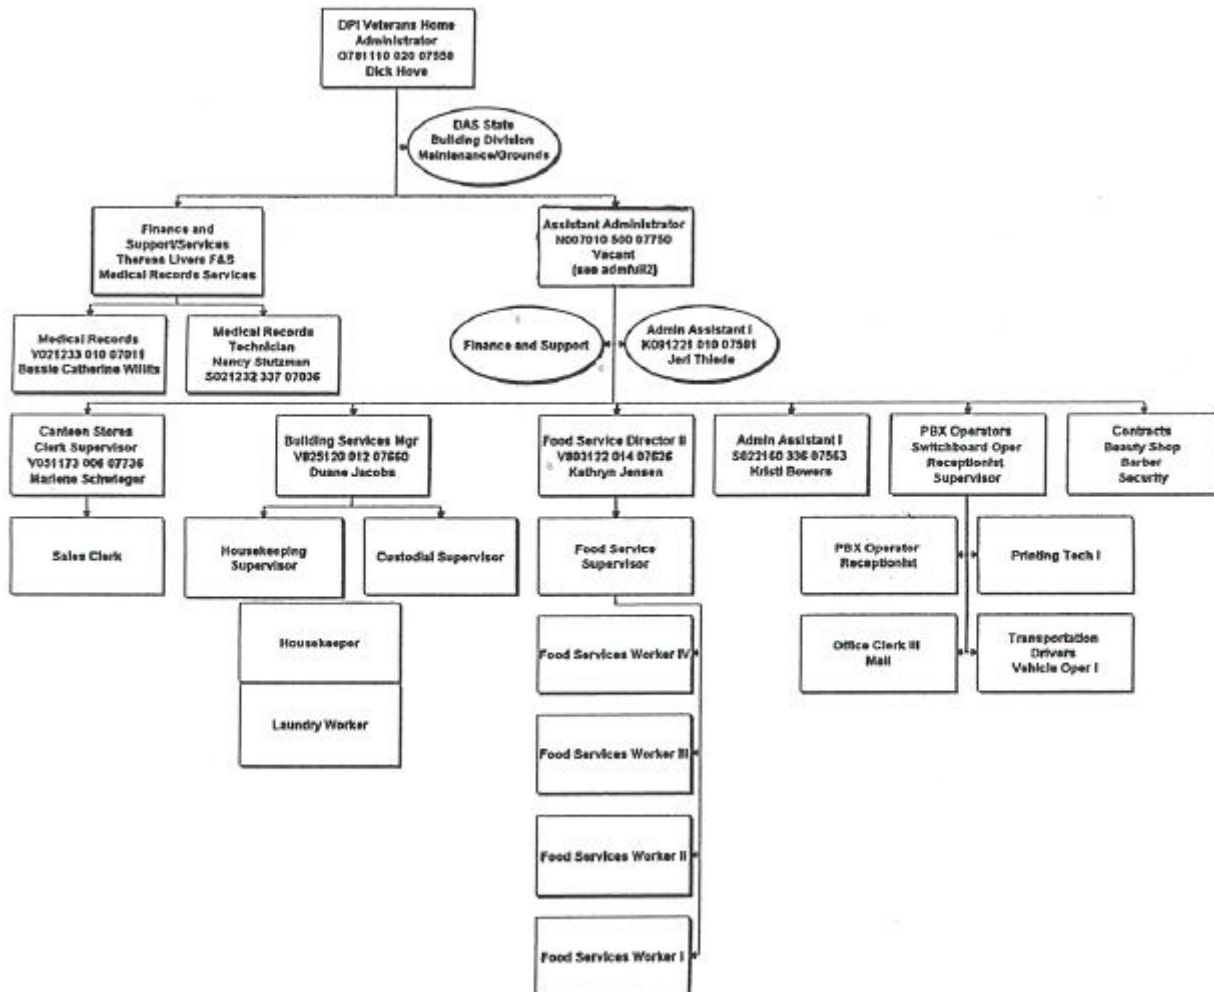 DPI Veterans Home
Administrator
G781110 020 07550
Dick Hove
DAS State
Building Division
Maintenance/Grounds
Finance and
Support/Services
Theresa Livers F&S
Medical Records Services
Assistant Administrator
N007010 500 07750
Vacant
(see admfull2)
Medical Records
V021233 010 07011
Bessie Catherine Willits
Medical Records
Technician
Nancy Stutzman
S021232 337 07036
Finance and Support
Admin Assistant I
K091221 010 07581
Jeri Thiede
Canteen Stores
Clerk Supervisor
V051173 006 07736
Marlene Schwieger
Building Services Mgr
V825120 012 07660
Duane Jacobs
Food Service Director II
V803122 014 07626
Kathryn Jensen
Admin Assistant I
S022160 336 07563
Kristi Bowers
PBX Operators
Switchboard Oper
Receptionist
Supervisor
Contracts
Beauty Shop
Barber
Security
Sales Clerk
Housekeeping
Supervisor
Custodial Supervisor
Food Service
Supervisor
PBX Operator
Receptionist
Printing Tech I
Housekeeper
Food Services Worker IV
Office Clerk III
Mail
Transportation
Drivers
Vehicle Oper I
Laundry Worker
Food Services Worker III
Food Services Worker II
Food Services Worker I